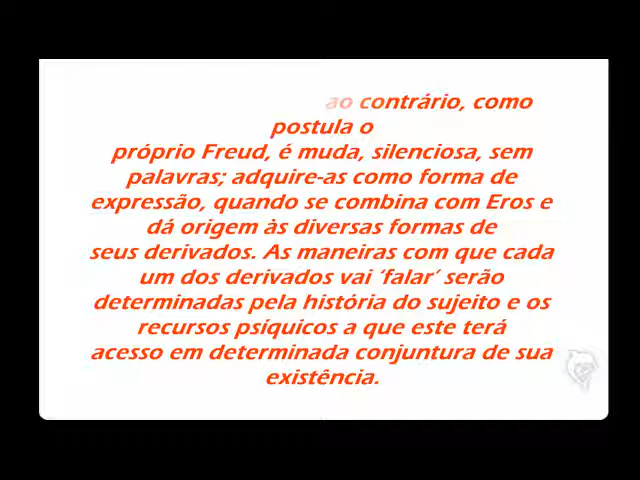 ao contrário, como
postula o
próprio Freud, é muda, silenciosa, sem
palavras; adquire-as como forma de
expressão, quando se combina com Eros e
dá origem às diversas formas de
seus derivados. As maneiras com que cada
um dos derivados vai ‘falar’ serão
determinadas pela história do sujeito e os
recursos psíquicos a que este terá
acesso em determinada conjuntura de sua
existência.